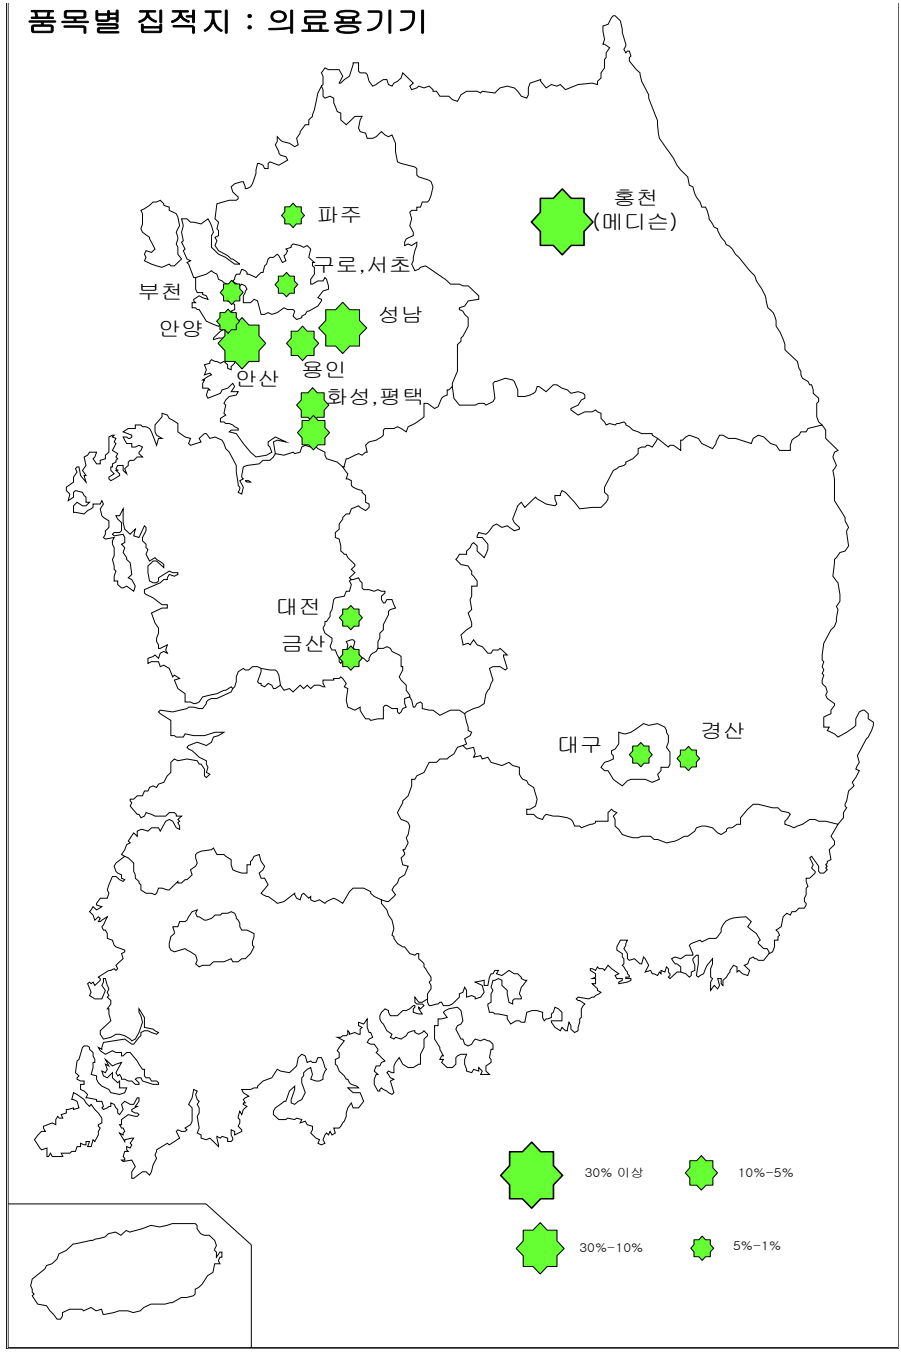 품목별 집적지 : 의료용기기
홍천
(메디슨)
파주
구로,서초
부천
성남
안양
용인
안산
화성,평택
대전
금산
경산
대구
30% 이상
10%-5%
30%-10%
5%-1%